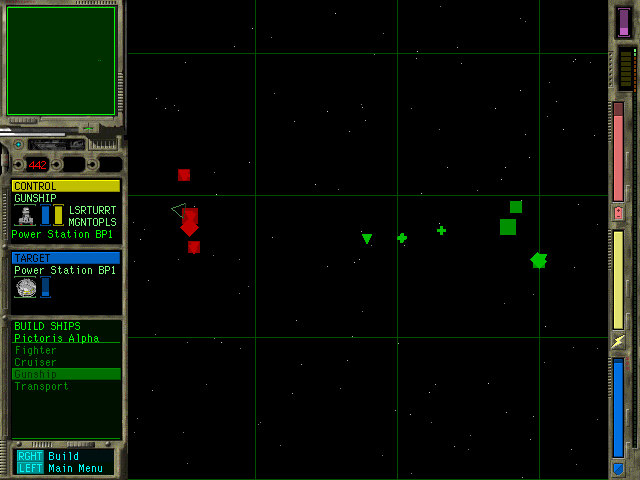 442
CONTROL
GUNSHIP
LSRTURRT
MGNTOPLS
Power Station BP1
TARGET
Power Station BP1
BUILD SHIPS
Pictoris Alpha
Fighter
Cruiser
Gunship
Transport
RGHT Build
LEFT Main Menu